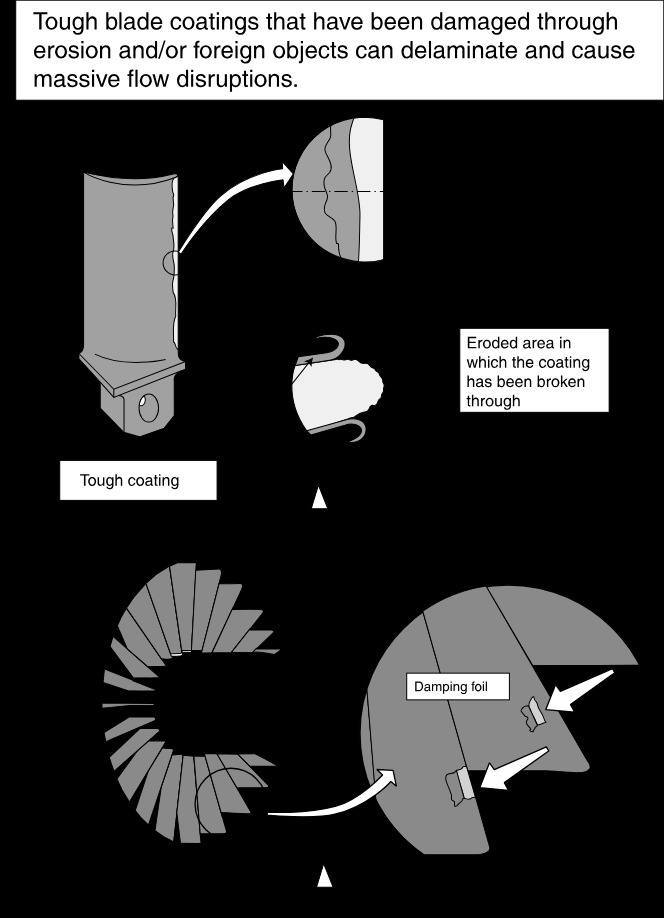 Tough blade coatings that have been damaged through
erosion and/or foreign objects can delaminate and cause
massive flow disruptions.
Eroded area in
which the coating
has been broken
through
Tough coating
Damping foil